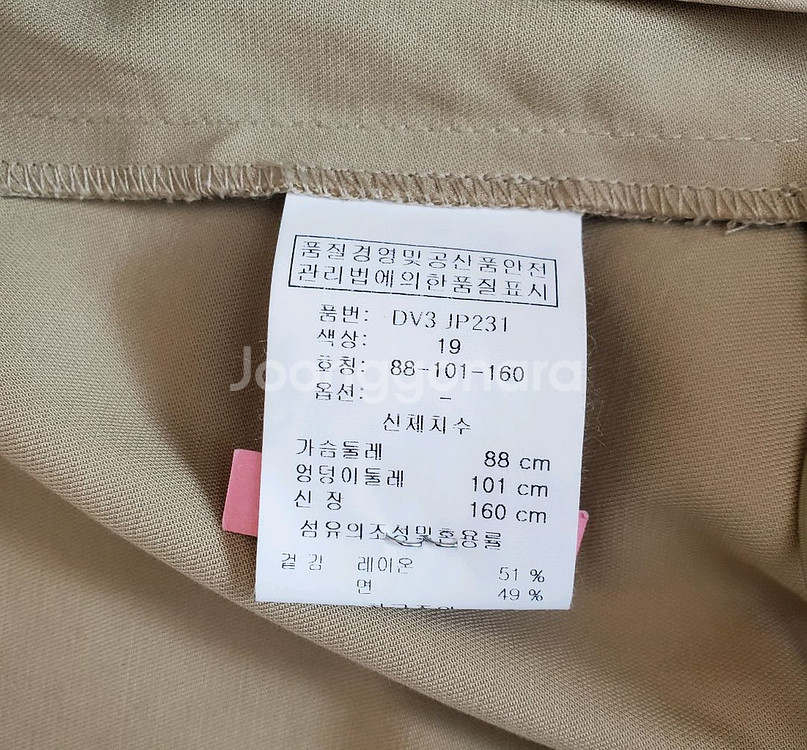 품질경영및공산품안전
관리법에의한품질표시
품번: DV3 JP231
색상: 19
호칭: 88-101-160
옵션: -
신체치수
가슴둘레 88 cm
엉덩이둘레 101 cm
신 장 160 cm
섬유의조성및혼용률
겉 감 레이온 51 %
면 49 %
Joonggonara